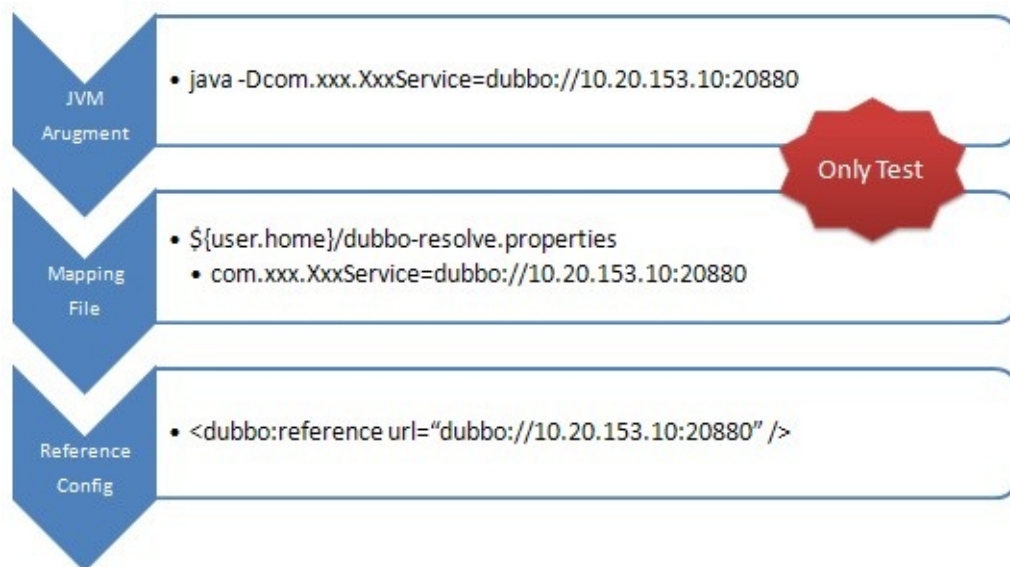 JVM
Arugment
• java -Dcom.xxx.XxxService=dubbo://10.20.153.10:20880
Only Test
Mapping
File
• ${user.home}/dubbo-resolve.properties
• com.xxx.XxxService=dubbo://10.20.153.10:20880
Reference
Config
• <dubbo:reference url=“dubbo://10.20.153.10:20880” />